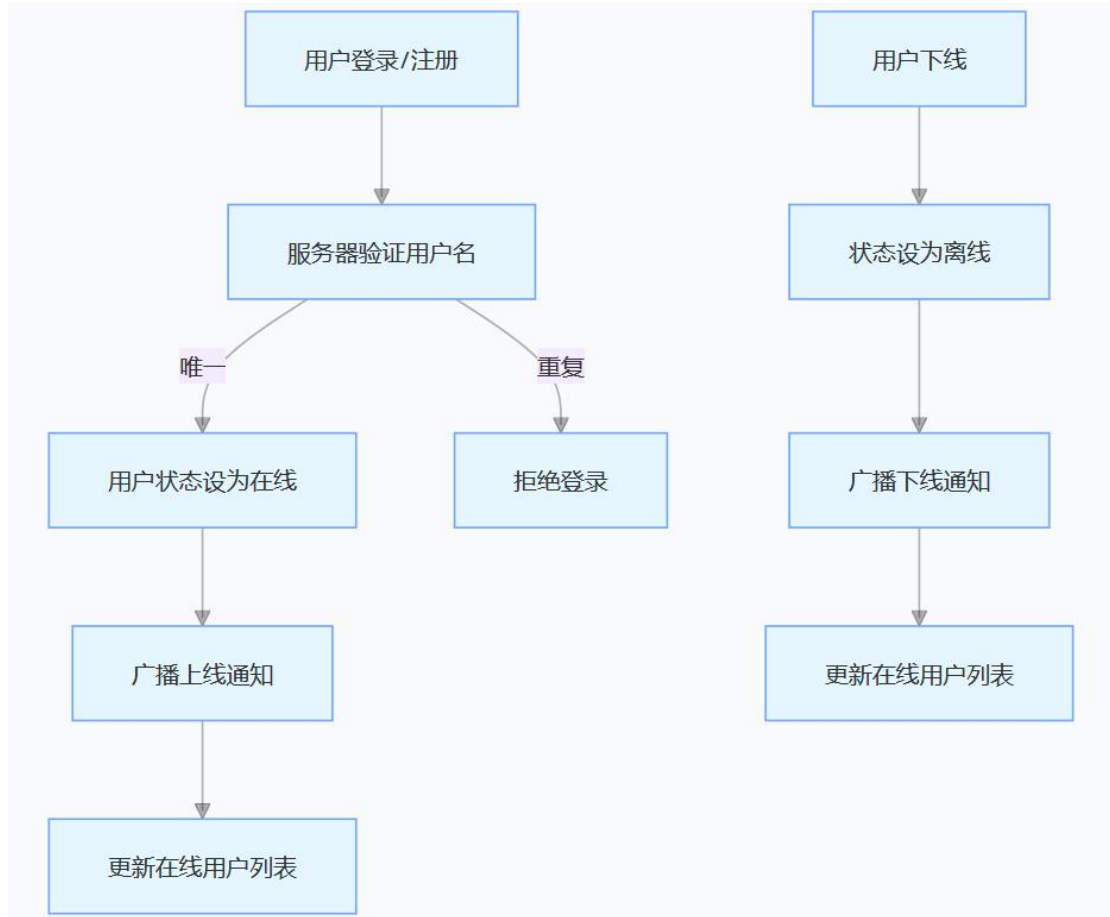 用户登录/注册
服务器验证用户名
唯一
重复
用户状态设为在线
拒绝登录
广播上线通知
更新在线用户列表
用户下线
状态设为离线
广播下线通知
更新在线用户列表